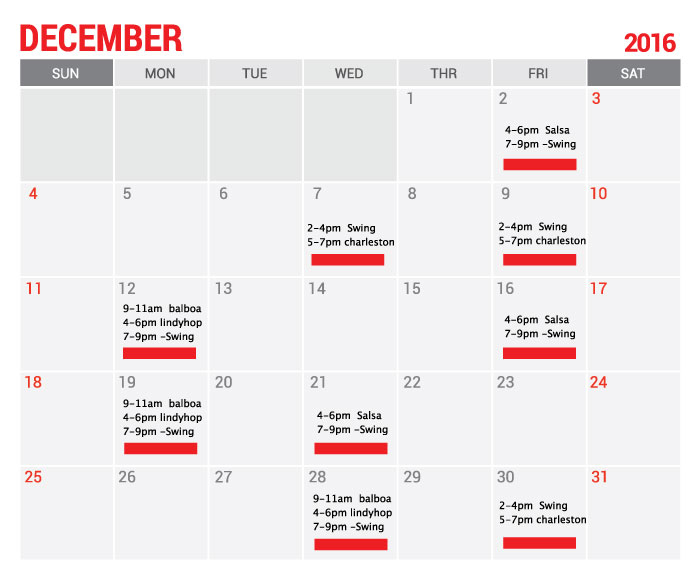 DECEMBER 2016
SUN MON TUE WED THR FRI SAT
1 2 3
4-6pm Salsa
7-9pm -Swing
4 5 6 7 8 9 10
2-4pm Swing 2-4pm Swing
5-7pm charleston 5-7pm charleston
11 12 13 14 15 16 17
9-11am balboa
4-6pm lindyhop 4-6pm Salsa
7-9pm -Swing 7-9pm -Swing
18 19 20 21 22 23 24
9-11am balboa
4-6pm lindyhop 4-6pm Salsa
7-9pm -Swing 7-9pm -Swing
25 26 27 28 29 30 31
9-11am balboa 2-4pm Swing
4-6pm lindyhop 5-7pm charleston
7-9pm -Swing